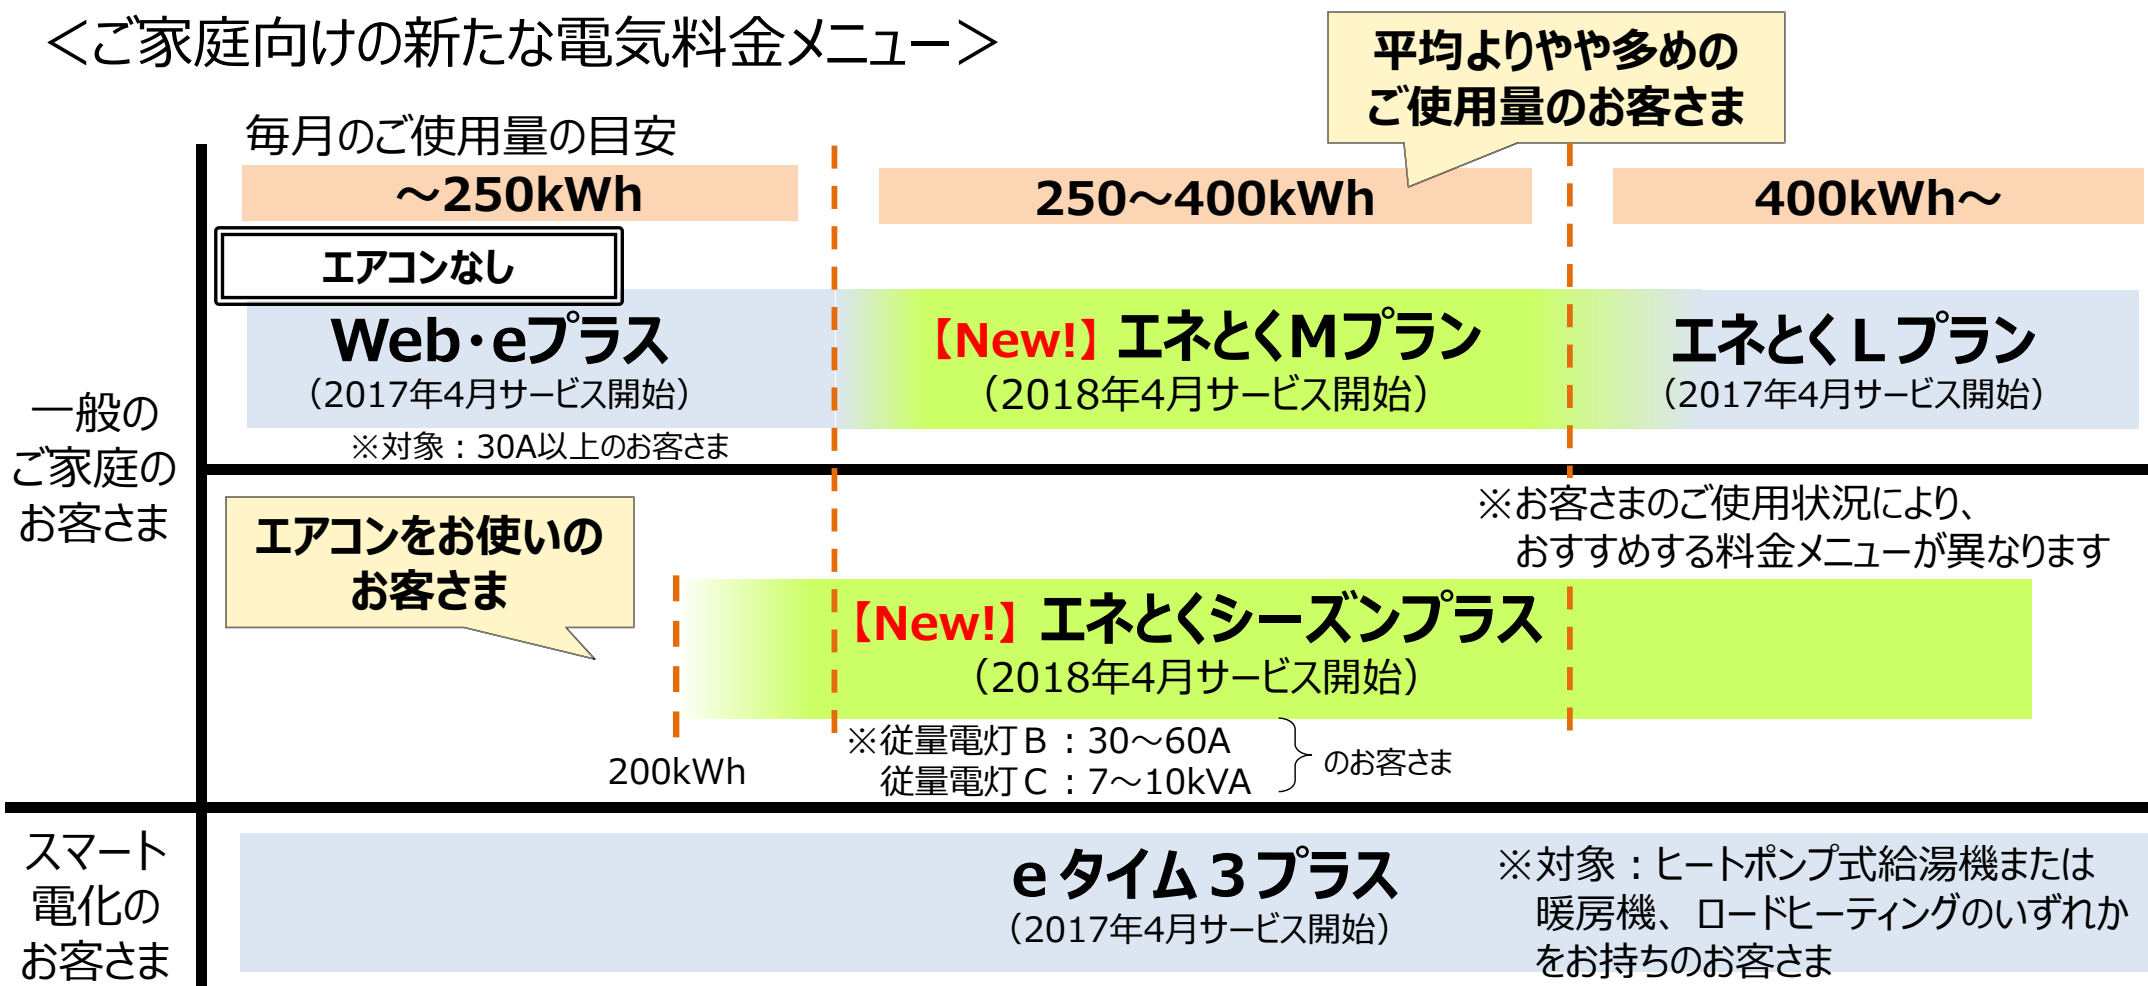 ＜ご家庭向けの新たな電気料金メニュー＞
平均よりやや多めの
ご使用量のお客さま
毎月のご使用量の目安
～250kWh
250～400kWh
400kWh～
エアコンなし
Web・eプラス
（2017年4月サービス開始）
※対象：30A以上のお客さま
【New!】エネとくMプラン
（2018年4月サービス開始）
エネとくＬプラン
（2017年4月サービス開始）
一般の
ご家庭の
お客さま
※お客さまのご使用状況により、
おすすめする料金メニューが異なります
エアコンをお使いの
お客さま
【New!】エネとくシーズンプラス
（2018年4月サービス開始）
200kWh
※従量電灯Ｂ：30～60A
従量電灯Ｃ：7～10kVA
のお客さま
スマート
電化の
お客さま
ｅタイム３プラス
（2017年4月サービス開始）
※対象：ヒートポンプ式給湯機または
暖房機、ロードヒーティングのいずれか
をお持ちのお客さま